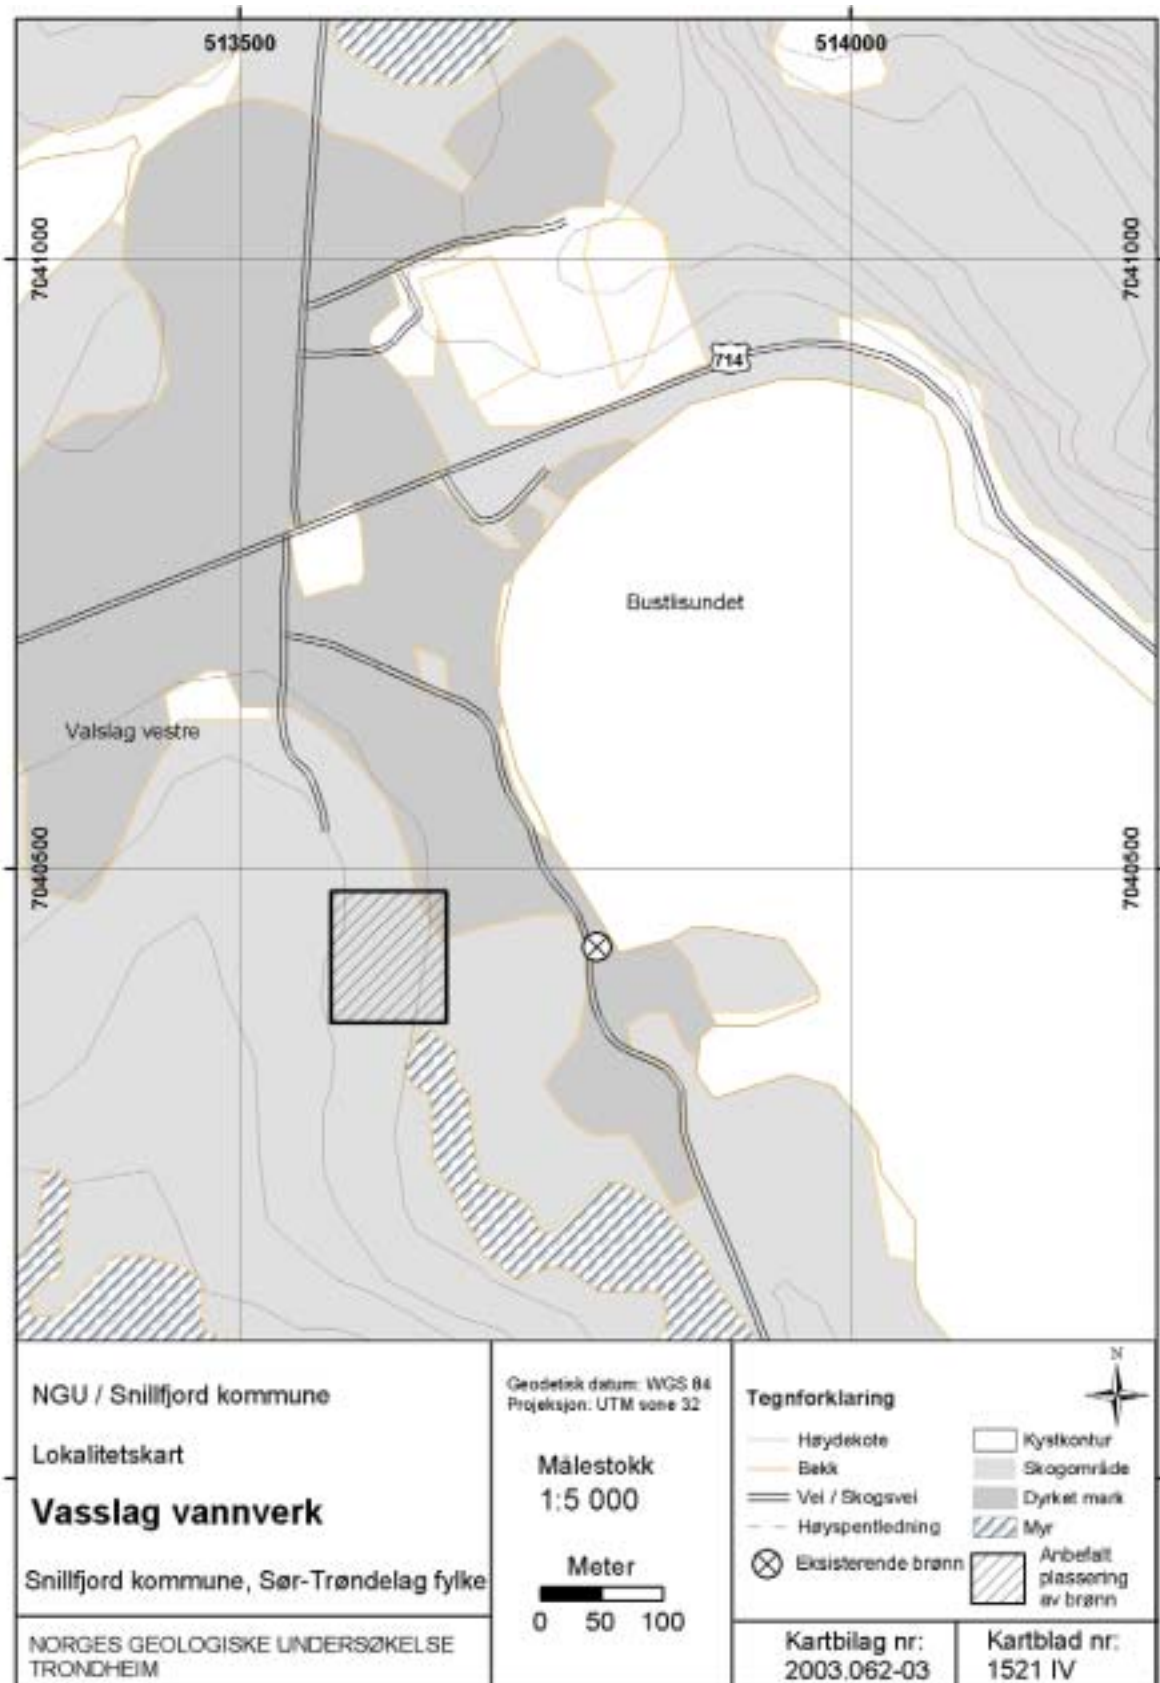 513500
514000
7041000
7041000
714
Bustlisundet
Valslag vestre
7040500
7040500
NGU / Snillfjord kommune
Lokalitetskart
Vasslag vannverk
Snillfjord kommune, Sør-Trøndelag fylke
NORGES GEOLOGISKE UNDERSØKELSE
TRONDHEIM
Geodetisk datum: WGS 84
Projeksjon: UTM sone 32
Målestokk
1:5 000
Meter
0 50 100
N
Tegnforklaring
Høydekote
Bekk
Vei / Skogsvei
Høyspentledning
Eksisterende brønn
Kystkontur
Skogområde
Dyrket mark
Myr
Anbefalt
plassering
av brønn
Kartbilag nr:
2003.062-03
Kartblad nr:
1521 IV